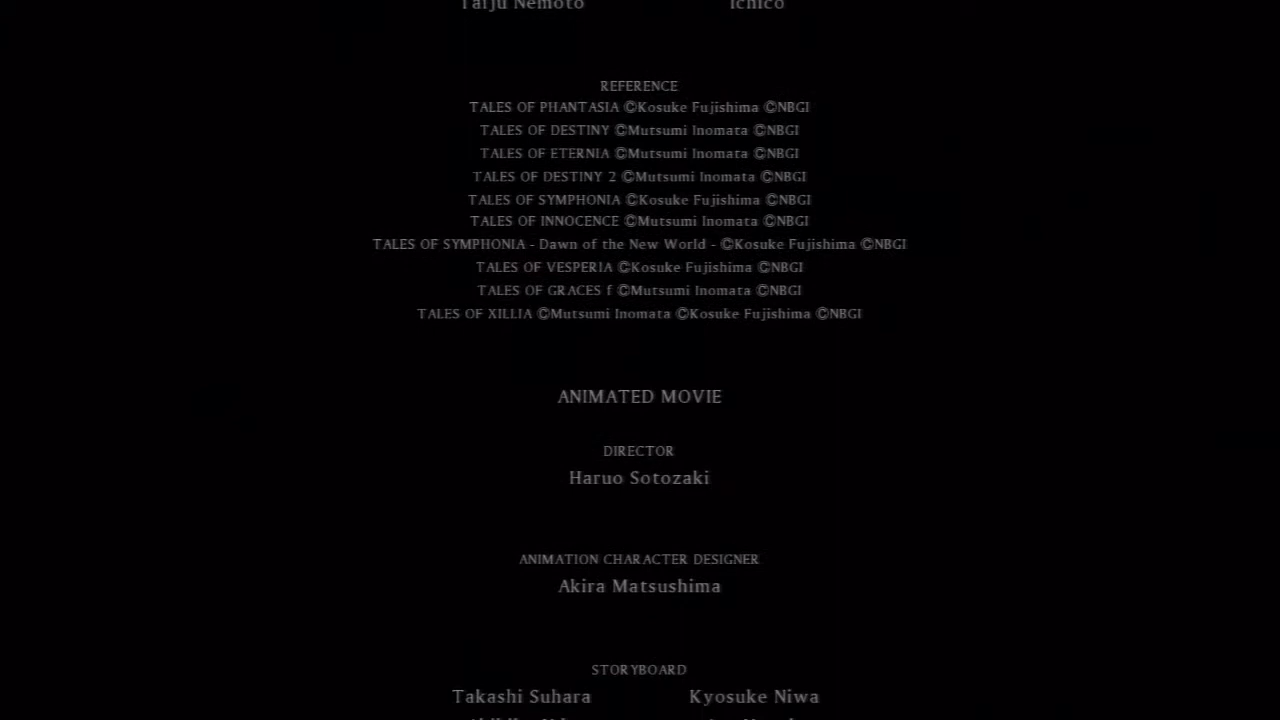 Taiju Nemoto Ichico
REFERENCE
TALES OF PHANTASIA ©Kosuke Fujishima ©NBGI
TALES OF DESTINY ©Mutsumi Inomata ©NBGI
TALES OF ETERNIA ©Mutsumi Inomata ©NBGI
TALES OF DESTINY 2 ©Mutsumi Inomata ©NBGI
TALES OF SYMPHONIA ©Kosuke Fujishima ©NBGI
TALES OF INNOCENCE ©Mutsumi Inomata ©NBGI
TALES OF SYMPHONIA - Dawn of the New World - ©Kosuke Fujishima ©NBGI
TALES OF VESPERIA ©Kosuke Fujishima ©NBGI
TALES OF GRACES f ©Mutsumi Inomata ©NBGI
TALES OF XILLIA ©Mutsumi Inomata ©Kosuke Fujishima ©NBGI
ANIMATED MOVIE
DIRECTOR
Haruo Sotozaki
ANIMATION CHARACTER DESIGNER
Akira Matsushima
STORYBOARD
Takashi Suhara Kyosuke Niwa